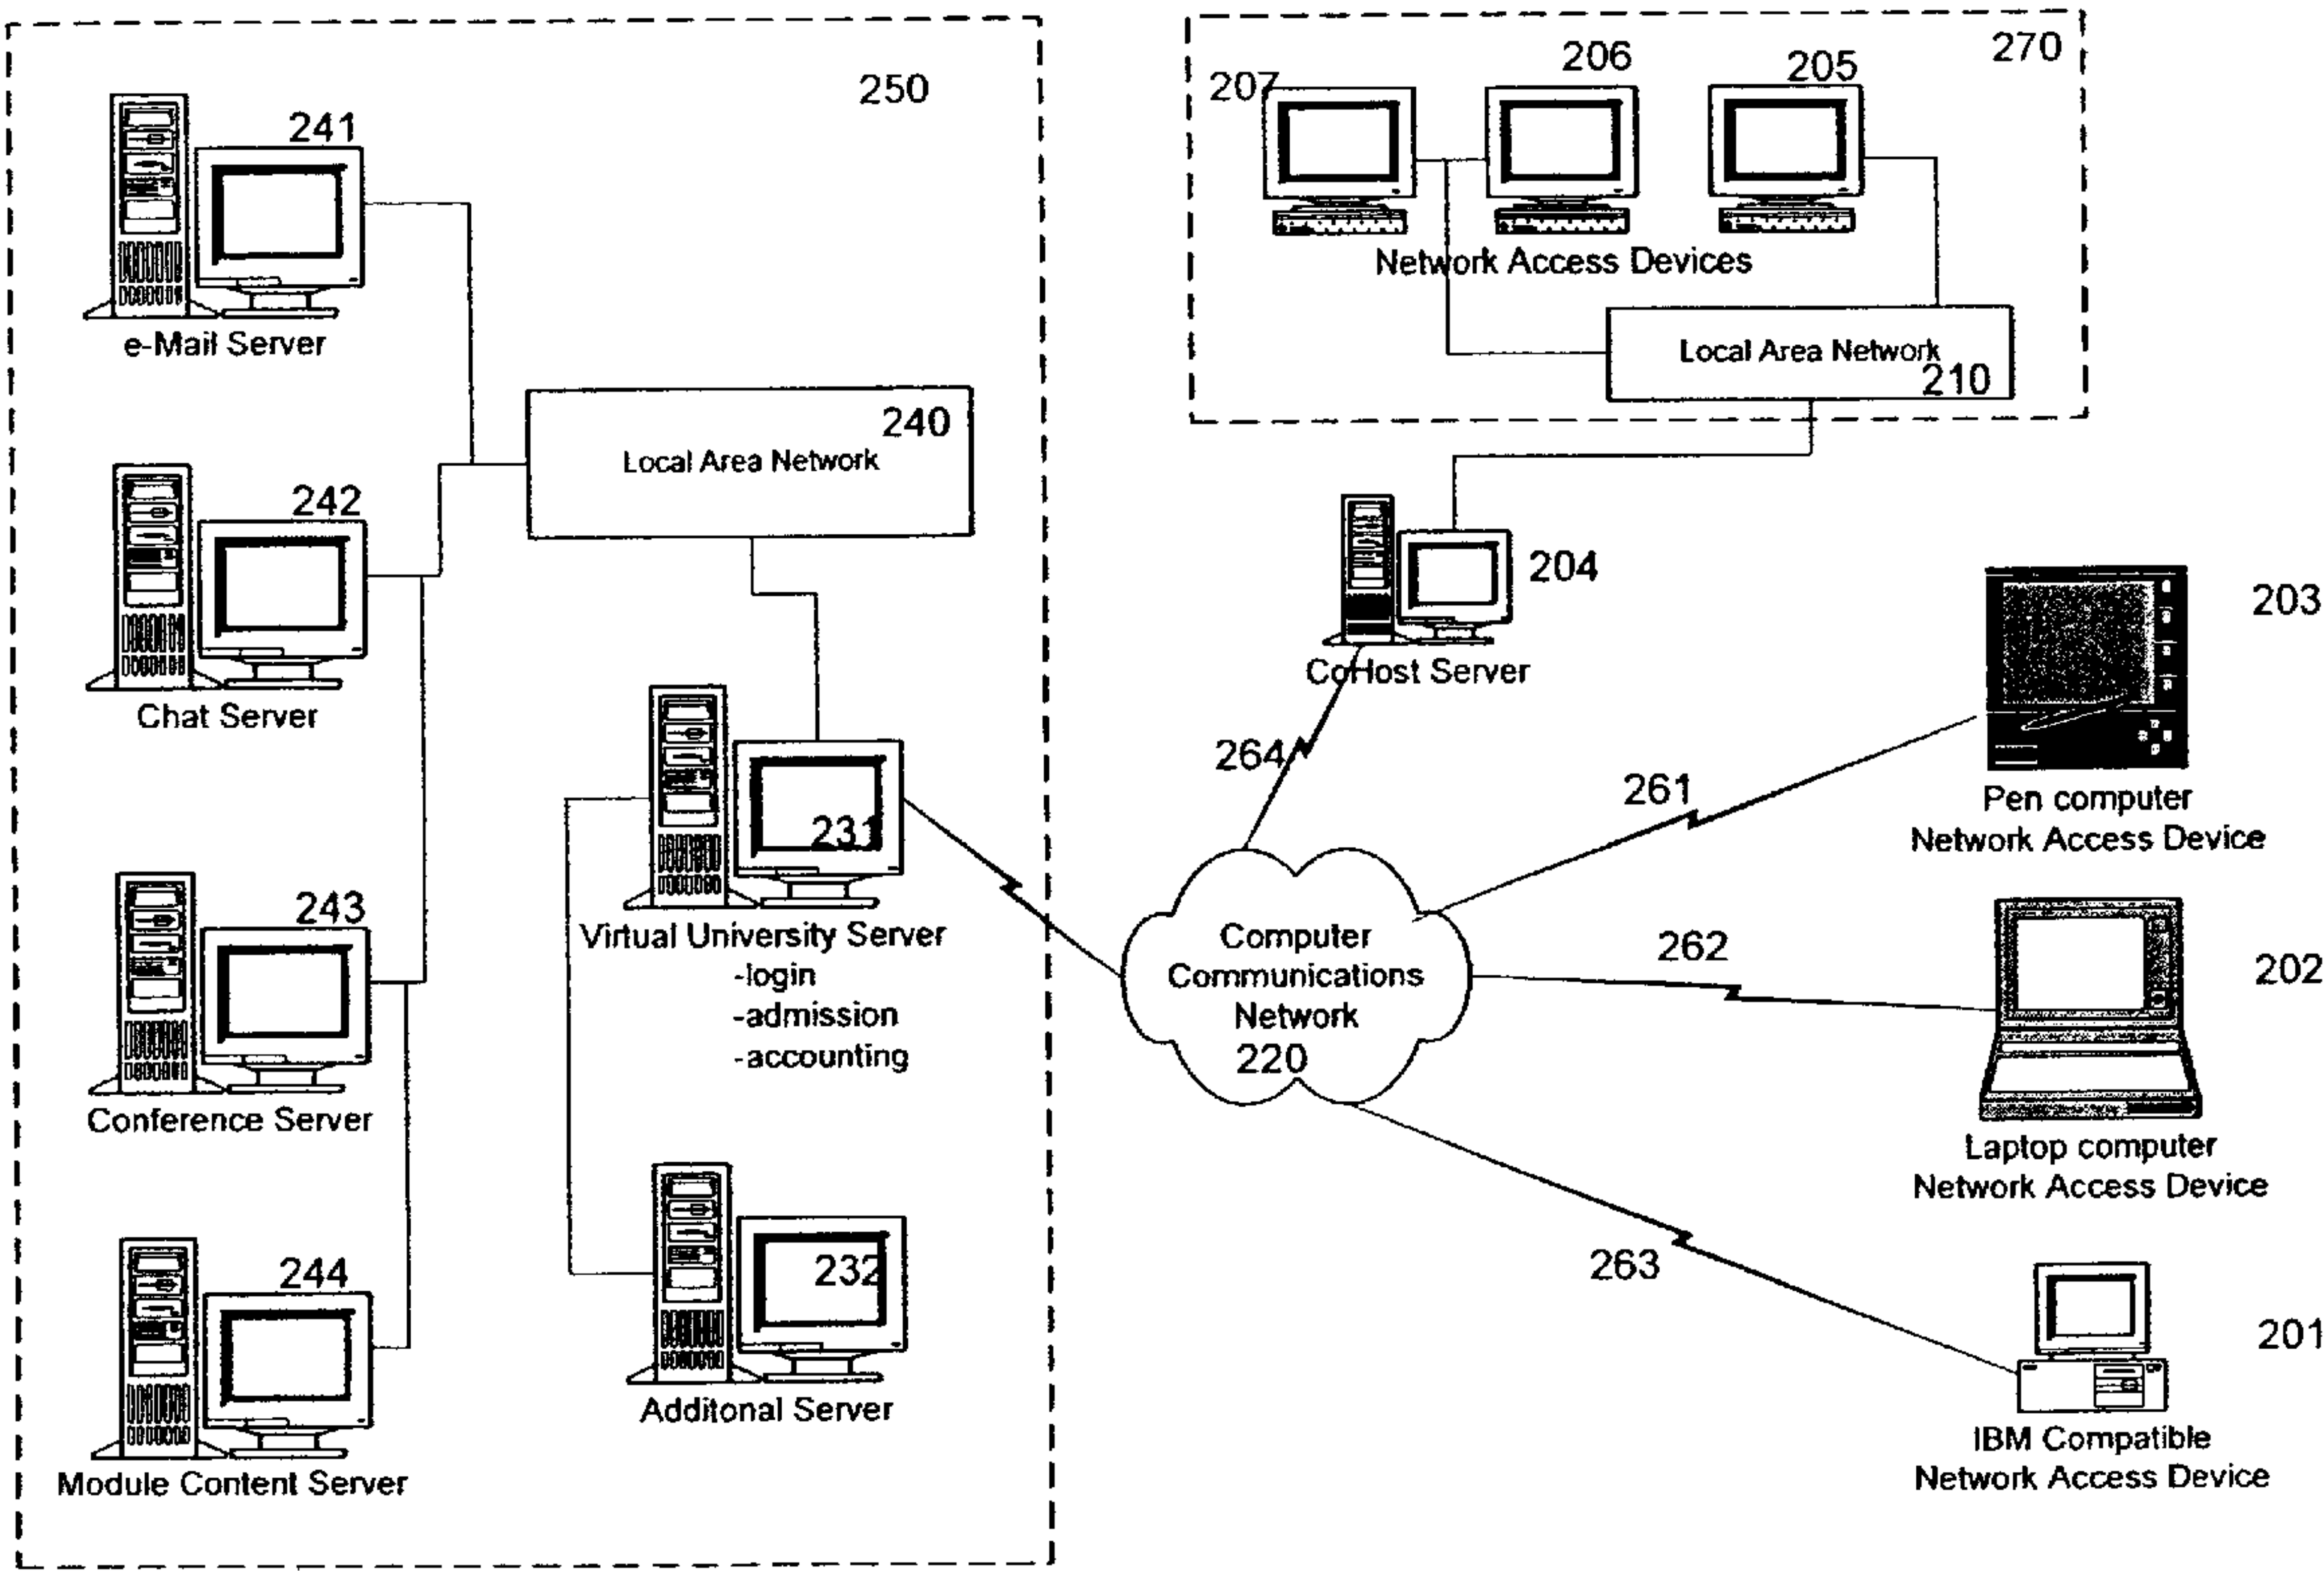 250
241
e-Mail Server
240
Local Area Network
242
Chat Server
231
Virtual University Server
-login
-admission
-accounting
243
Conference Server
244
Module Content Server
232
Additonal Server
270
207
206
205
Network Access Devices
Local Area Network
210
204
CoHost Server
264
261
262
263
Computer
Communications
Network
220
203
Pen computer
Network Access Device
202
Laptop computer
Network Access Device
201
IBM Compatible
Network Access Device